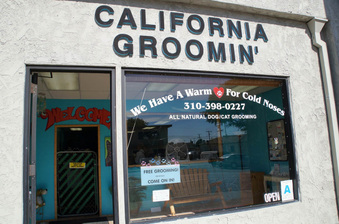 CALIFORNIA
GROOMIN'
We Have A Warm For Cold Noses
310-398-0227
ALL NATURAL DOG/CAT GROOMING
WELCOME
FREE GROOMING!
COME ON IN!
OPEN
A